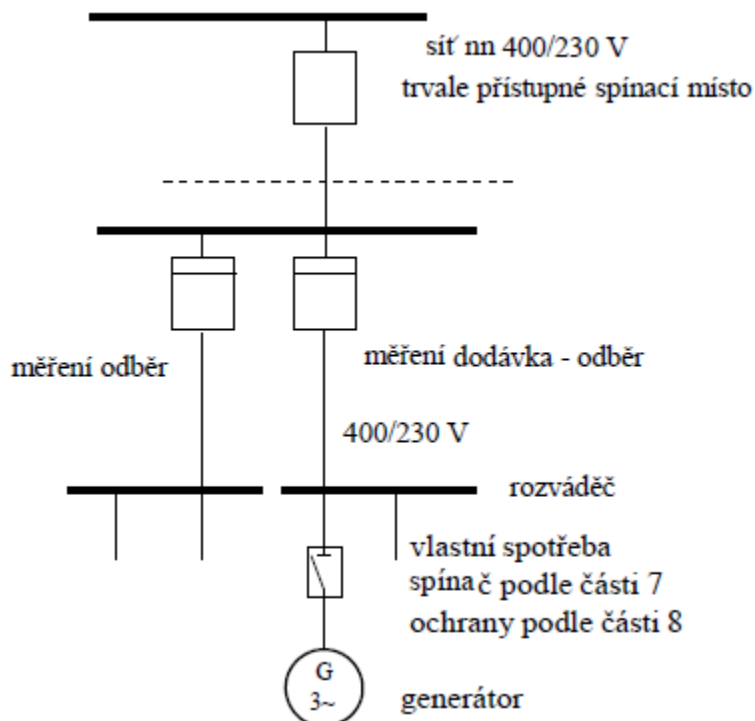 síť nn 400/230 V
trvale přístupné spínací místo
měření odběr
měření dodávka - odběr
400/230 V
rozváděč
vlastní spotřeba
spínač podle části 7
ochrany podle části 8
G
3~
generátor